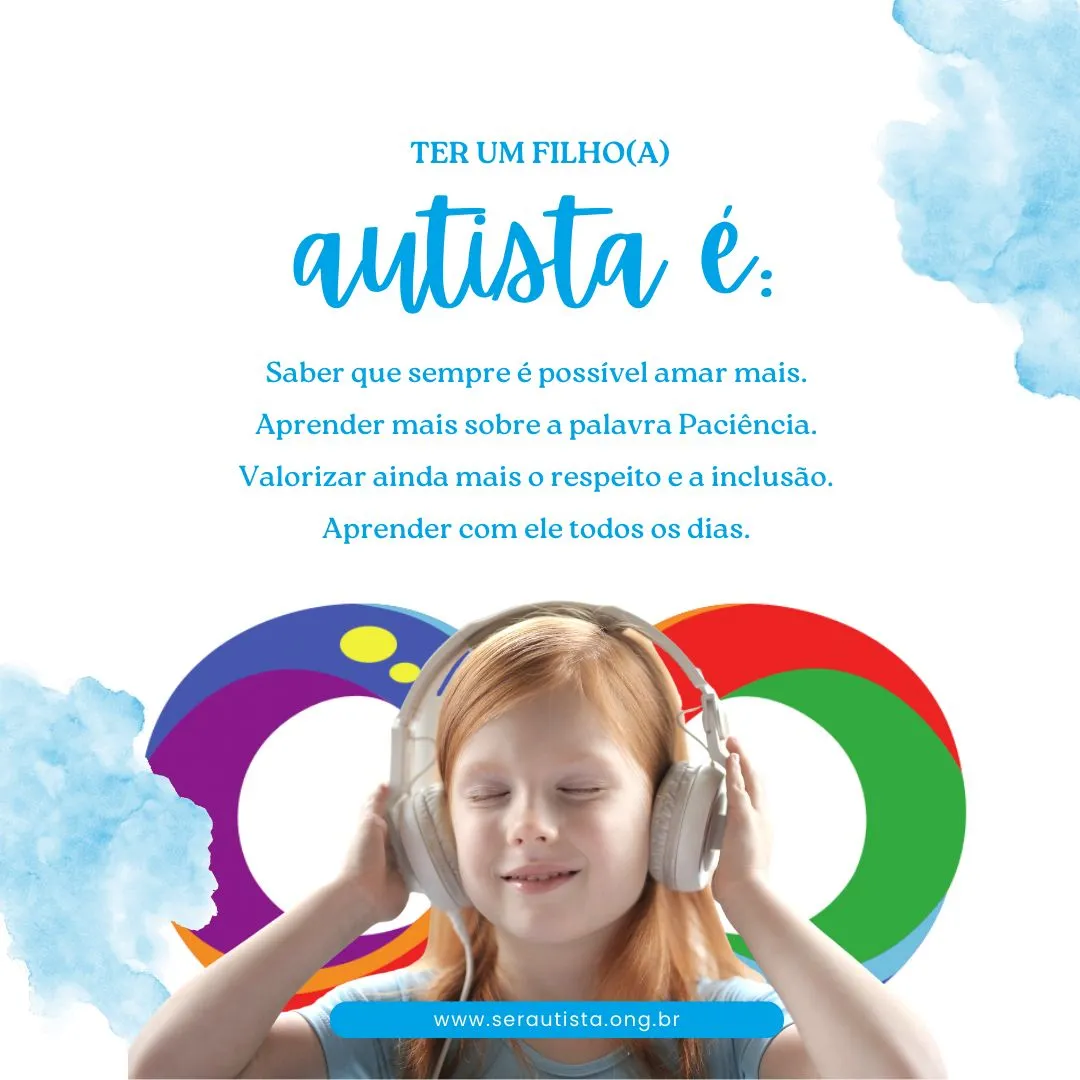 TER UM FILHO(A)
autista é:
Saber que sempre é possível amar mais.
Aprender mais sobre a palavra Paciência.
Valorizar ainda mais o respeito e a inclusão.
Aprender com ele todos os dias.
www.serautista.ong.br